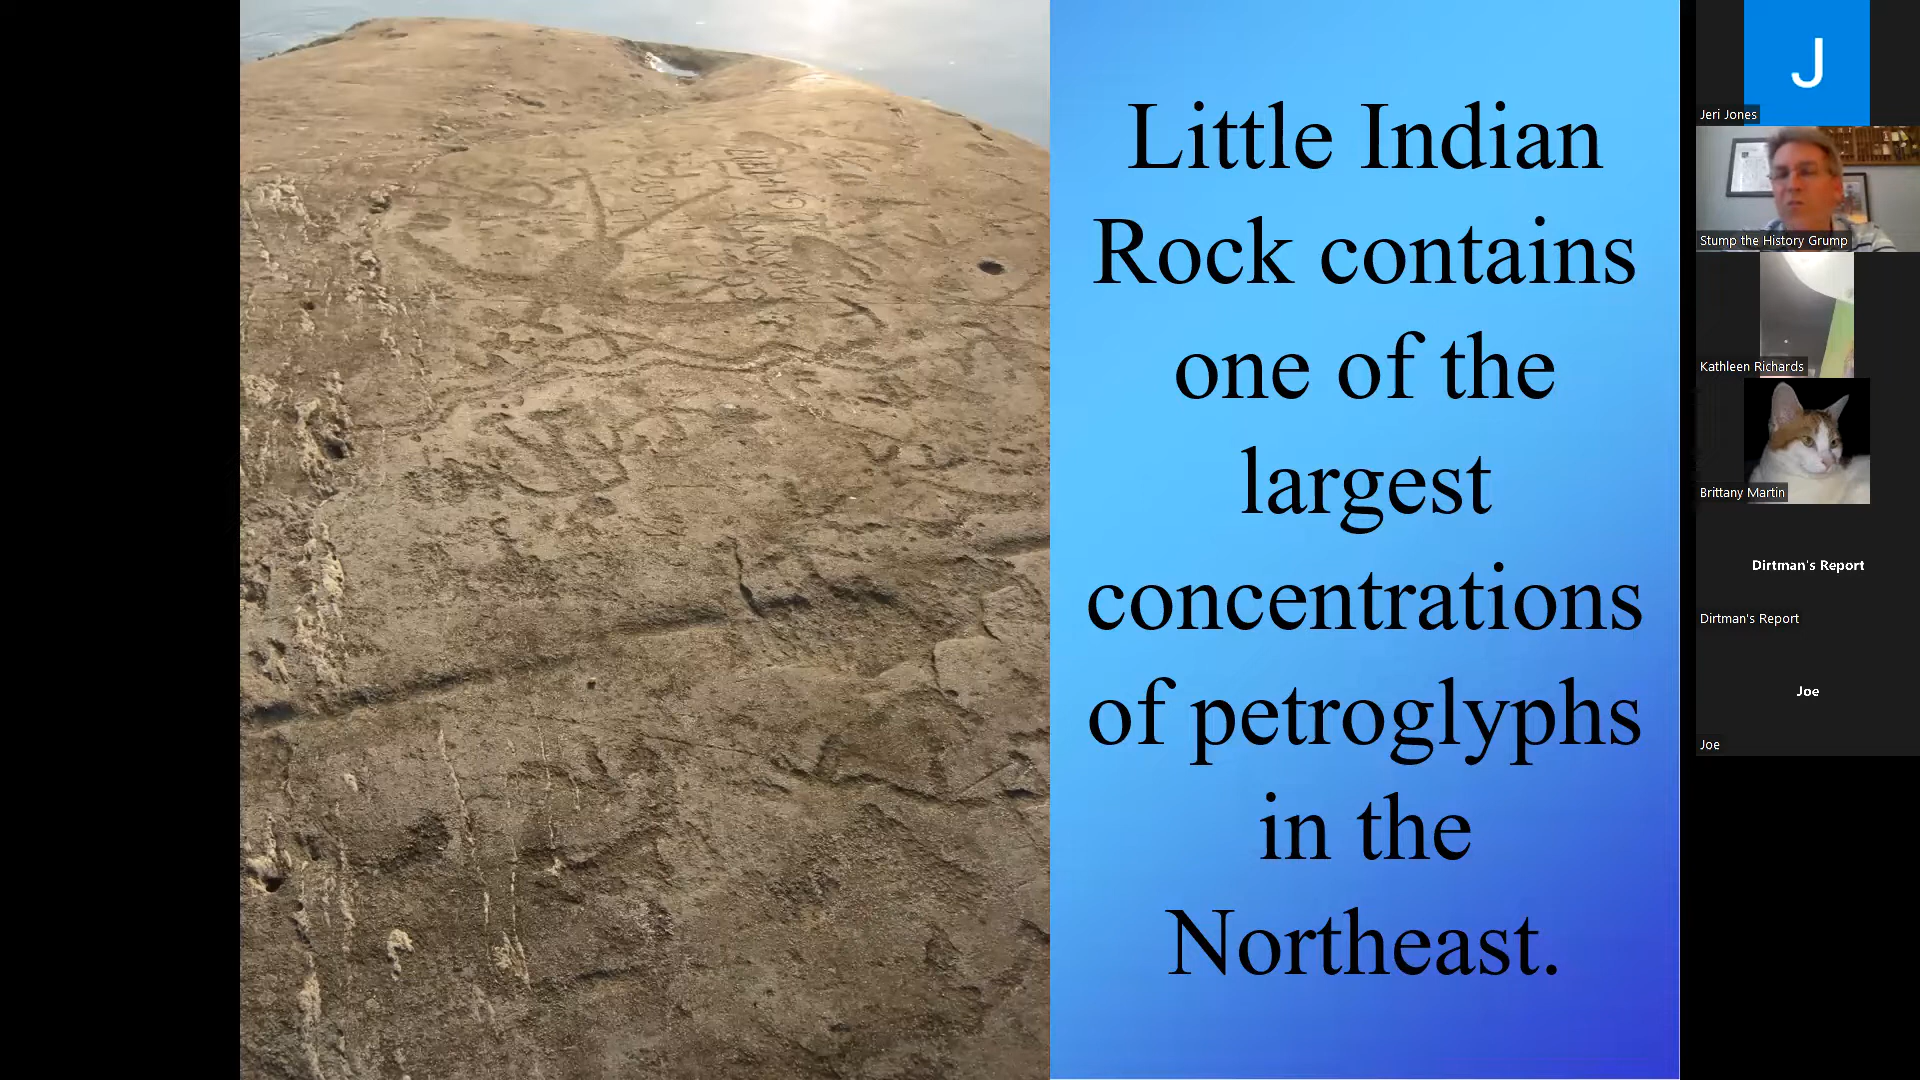 Little Indian
Rock contains
one of the
largest
concentrations
of petroglyphs
in the
Northeast.
J
Jeri Jones
Stump the History Grump
Kathleen Richards
Brittany Martin
Dirtman's Report
Dirtman's Report
Joe
Joe